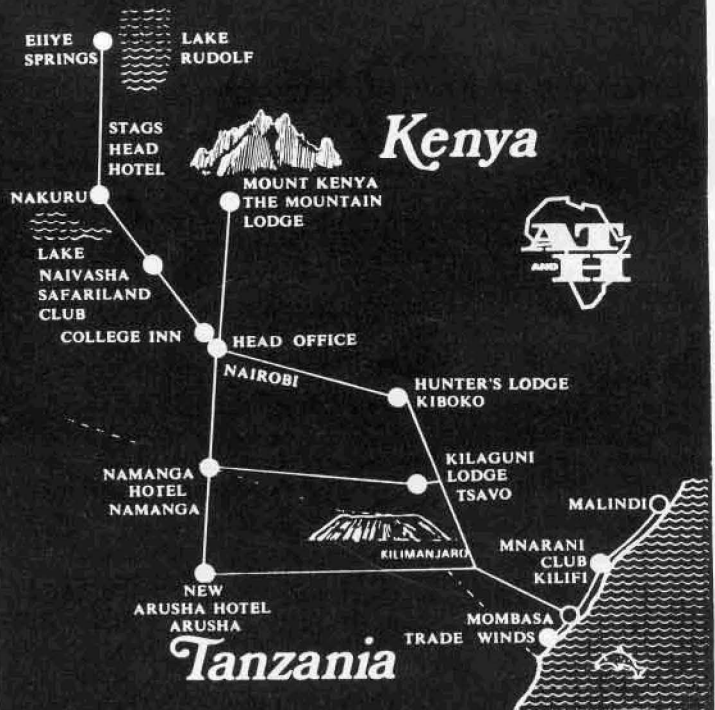 EIIYE
SPRINGS
LAKE
RUDOLF
STAGS
HEAD
HOTEL
Kenya
NAKURU
MOUNT KENYA
THE MOUNTAIN
LODGE
LAKE
NAIVASHA
SAFARILAND
CLUB
AT
AND H
COLLEGE INN
HEAD OFFICE
NAIROBI
HUNTER'S LODGE
KIBOKO
NAMANGA
HOTEL
NAMANGA
KILAGUNI
LODGE
TSAVO
MALINDI
KILIMANJARO
MNARANI
CLUB
KILIFI
NEW
ARUSHA HOTEL
ARUSHA
MOMBASA
TRADE WINDS
Tanzania